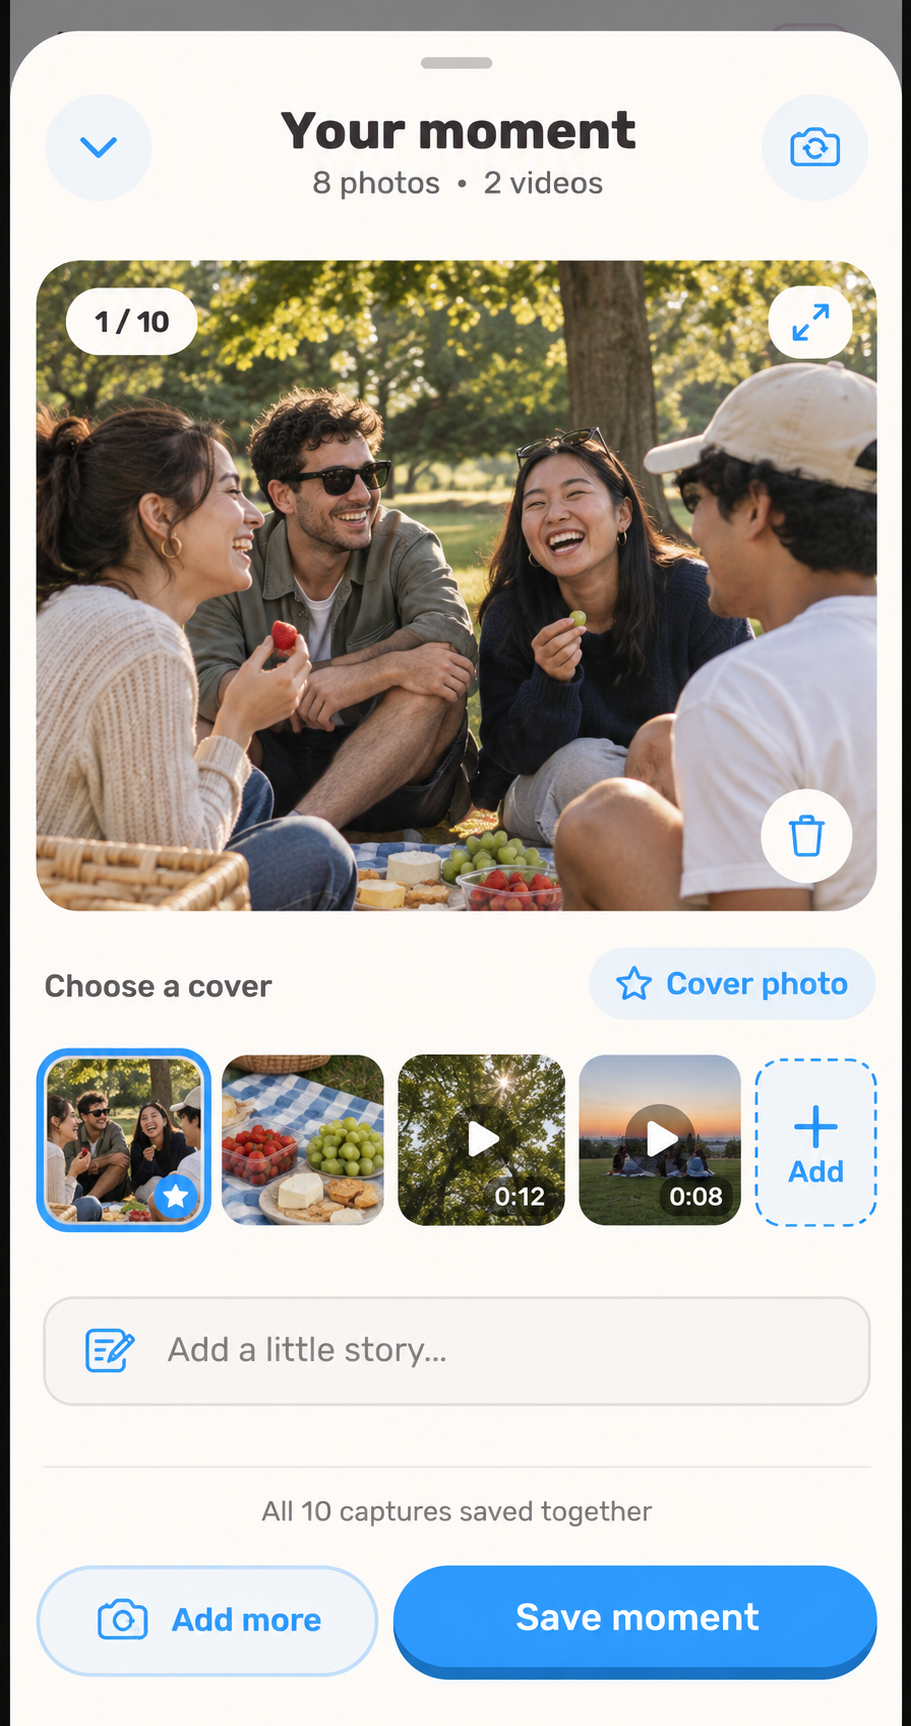 Your moment
8 photos • 2 videos
1 / 10
Choose a cover
Cover photo
0:12
0:08
Add
Add a little story...
All 10 captures saved together
Add more
Save moment